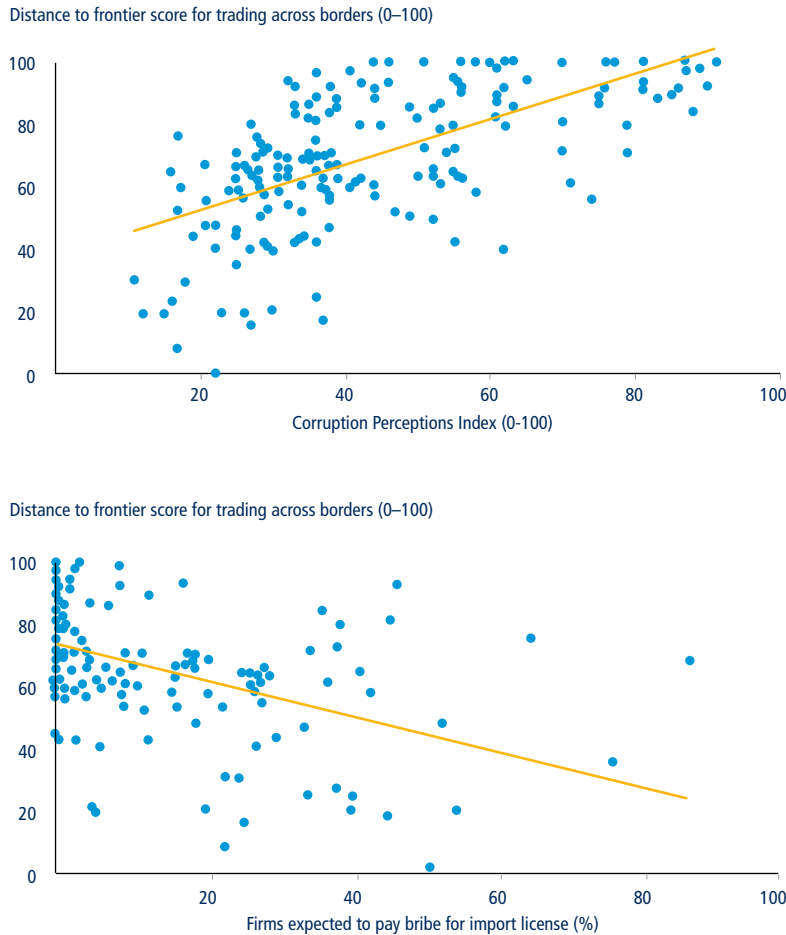 Distance to frontier score for trading across borders (0–100)
100
80
60
40
20
0
20 40 60 80 100
Corruption Perceptions Index (0-100)
Distance to frontier score for trading across borders (0–100)
100
80
60
40
20
0
20 40 60 80 100
Firms expected to pay bribe for import license (%)